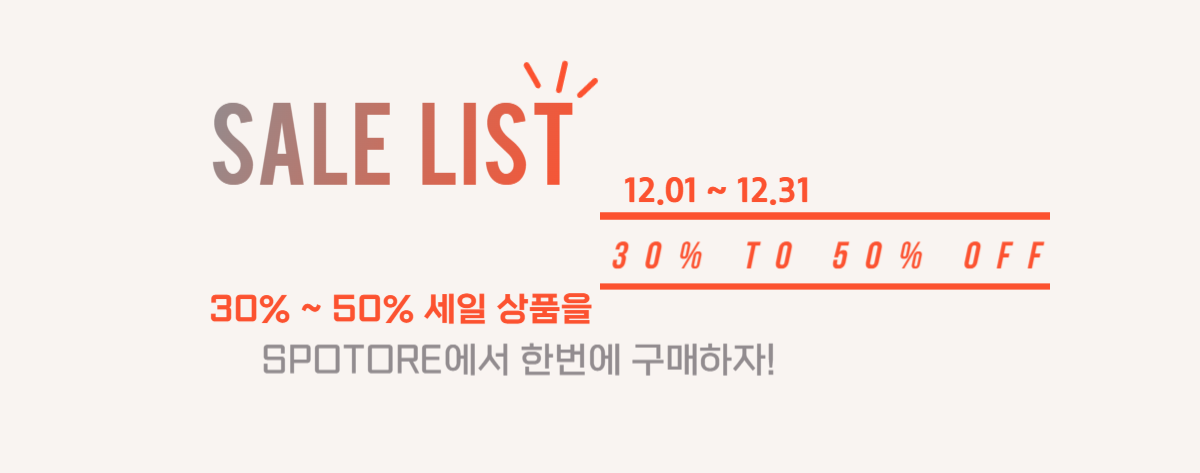 SALE LIST
12.01 ~ 12.31
30% TO 50% OFF
30% ~ 50% 세일 상품을
SPOTORE에서 한번에 구매하자!